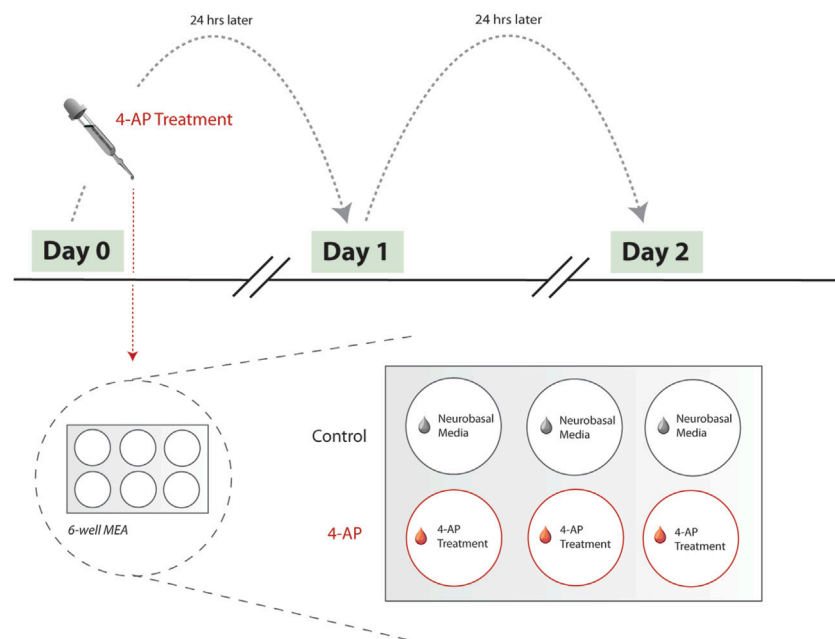 24 hrs later
24 hrs later
4-AP Treatment
Day 0
Day 1
Day 2
Control
Neurobasal
Media
Neurobasal
Media
Neurobasal
Media
6-well MEA
4-AP
4-AP
Treatment
4-AP
Treatment
4-AP
Treatment